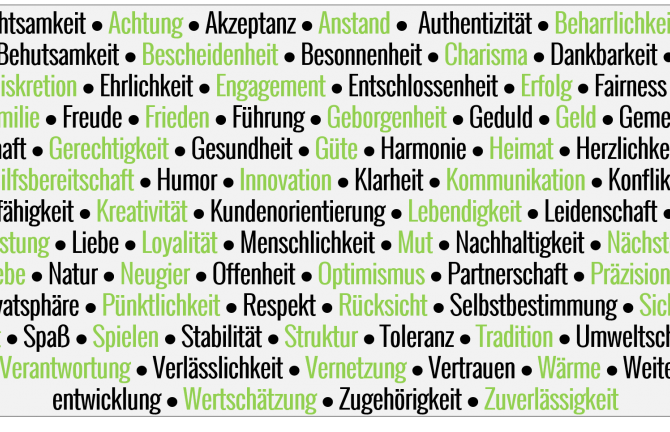 htsamkeit • Achtung • Akzeptanz • Anstand • Authentizität • Beharrlichkei
Behutsamkeit • Bescheidenheit • Besonnenheit • Charisma • Dankbarkeit •
iskretion • Ehrlichkeit • Engagement • Entschlossenheit • Erfolg • Fairness
milie • Freude • Frieden • Führung • Geborgenheit • Geduld • Geld • Geme
haft • Gerechtigkeit • Gesundheit • Güte • Harmonie • Heimat • Herzlichke
ilfsbereitschaft • Humor • Innovation • Klarheit • Kommunikation • Konflik
fähigkeit • Kreativität • Kundenorientierung • Lebendigkeit • Leidenschaft •
stung • Liebe • Loyalität • Menschlichkeit • Mut • Nachhaltigkeit • Nächst
ebe • Natur • Neugier • Offenheit • Optimismus • Partnerschaft • Präzision
vatsphäre • Pünktlichkeit • Respekt • Rücksicht • Selbstbestimmung • Sich
• Spaß • Spielen • Stabilität • Struktur • Toleranz • Tradition • Umweltsch
Verantwortung • Verlässlichkeit • Vernetzung • Vertrauen • Wärme • Weite
entwicklung • Wertschätzung • Zugehörigkeit • Zuverlässigkeit